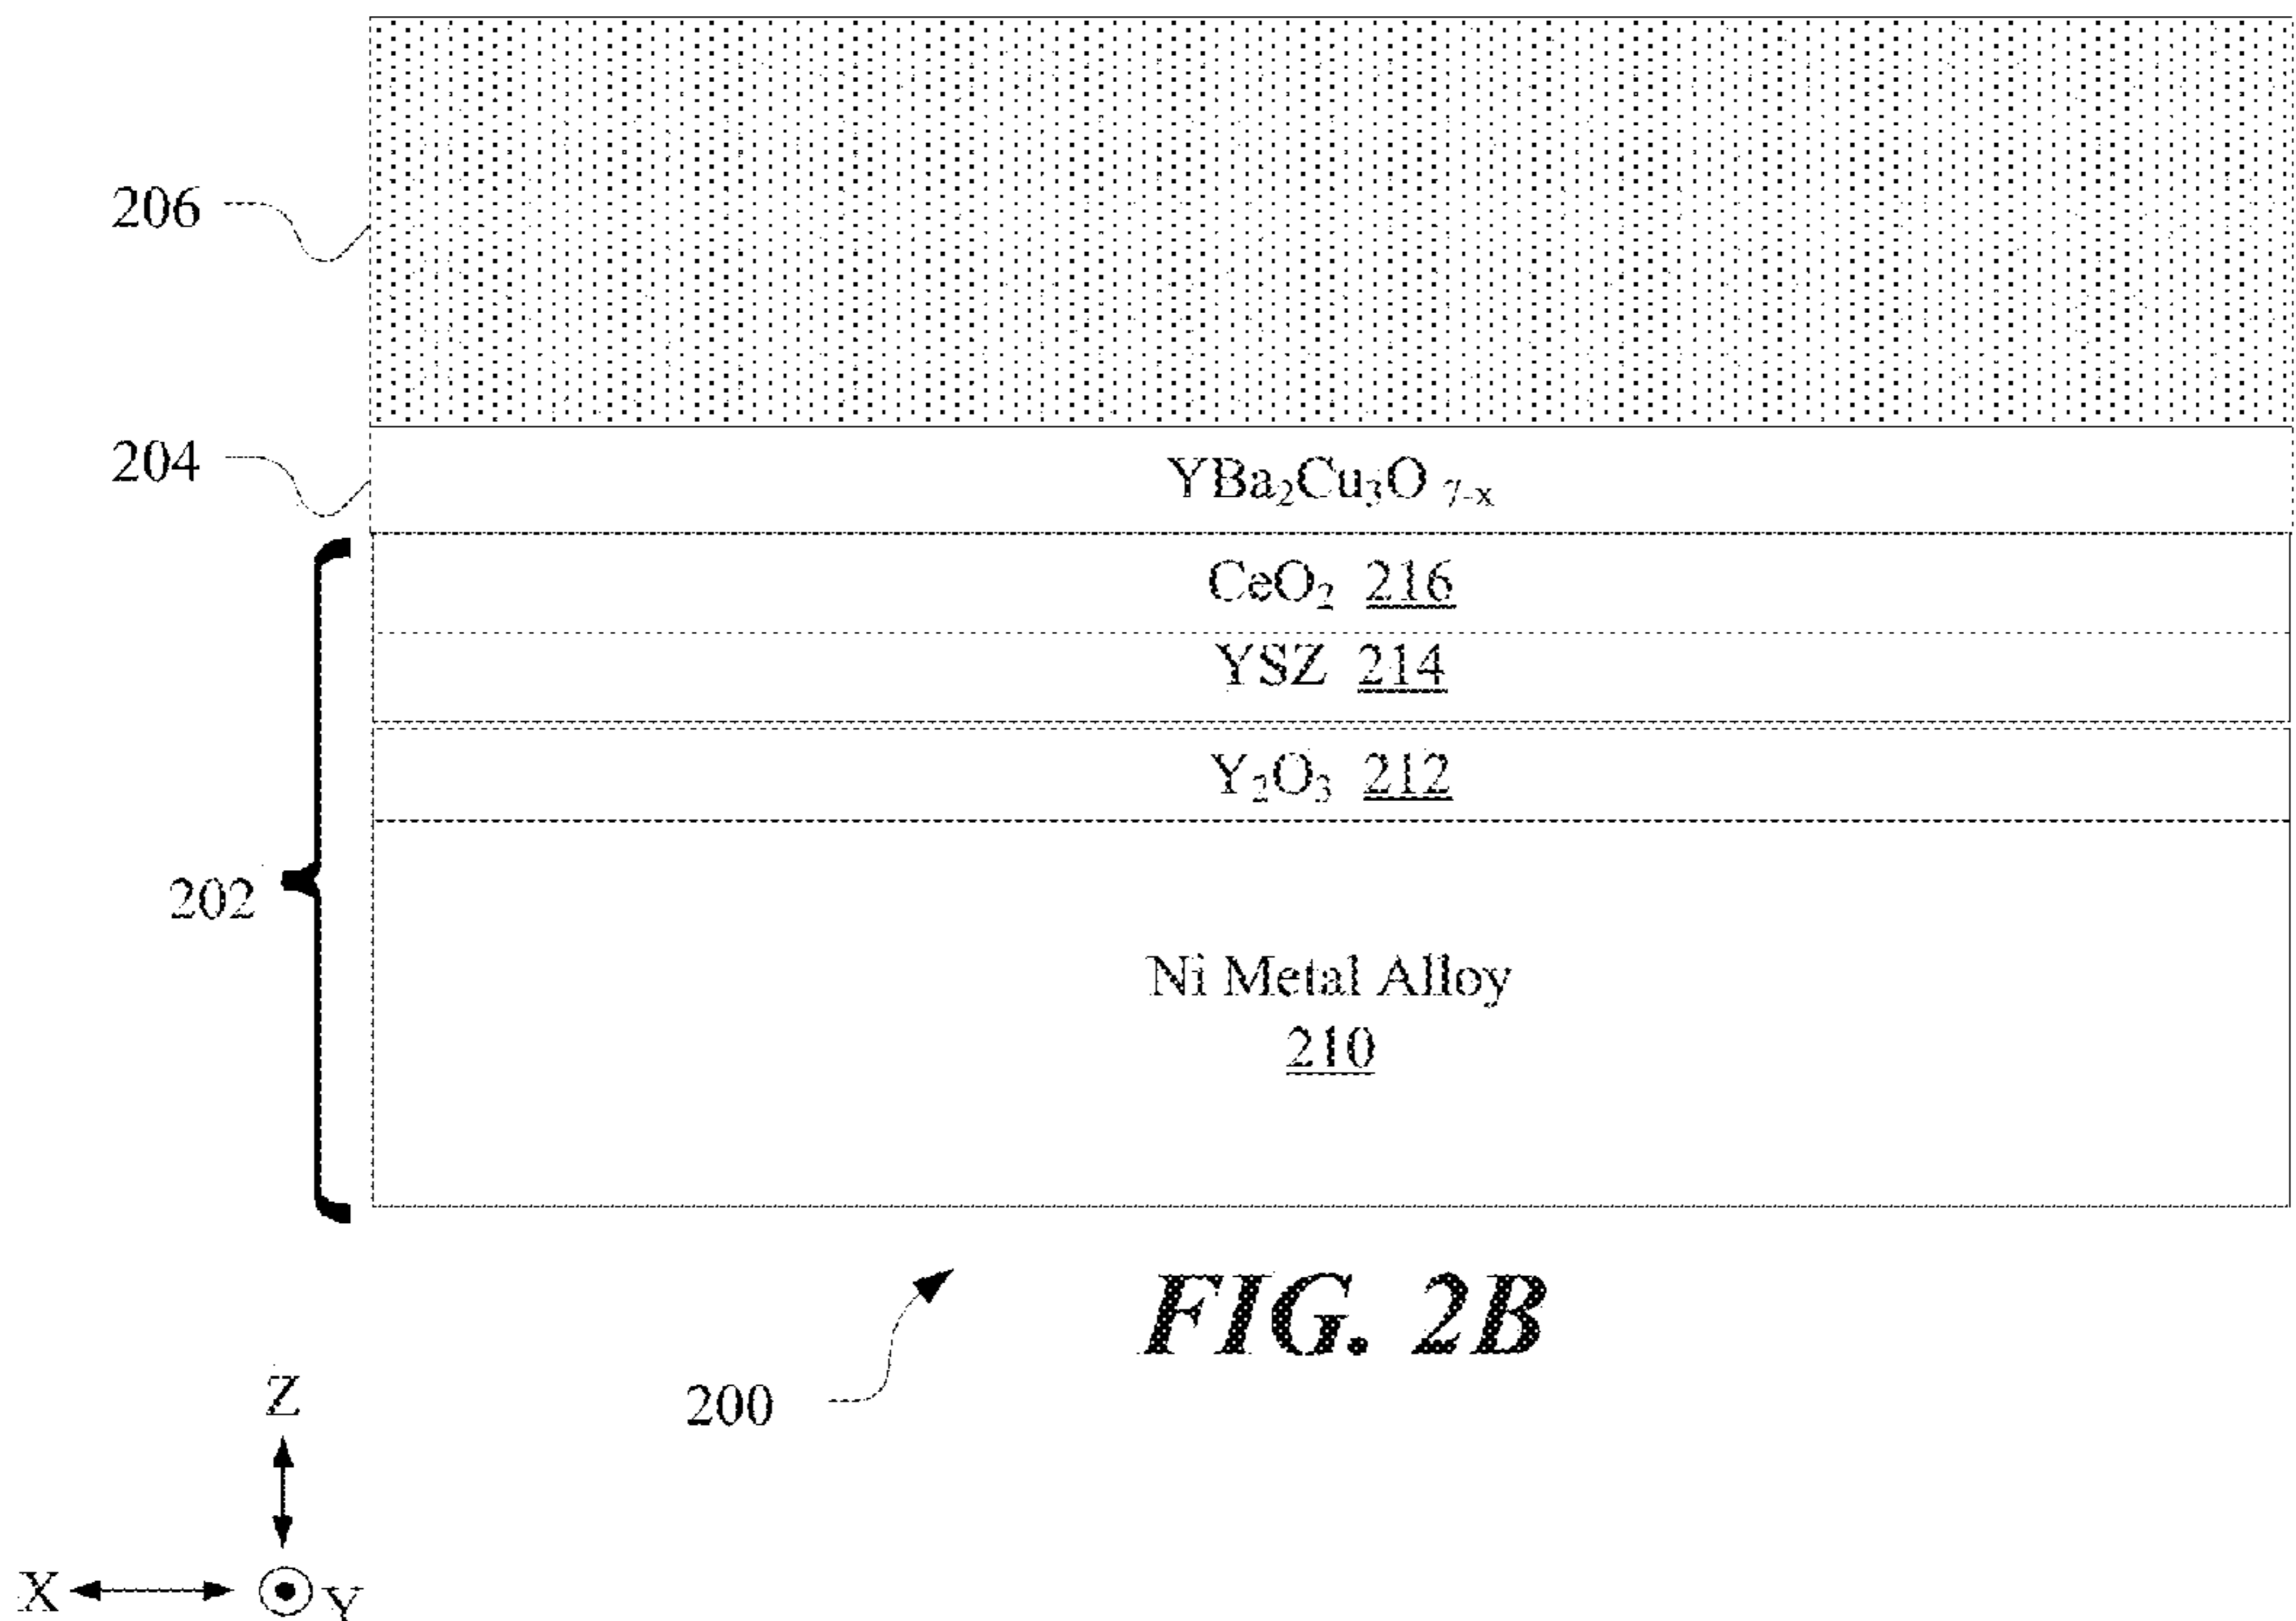 206
204
YBa₂Cu₃O ₇₋ₓ
CeO₂ 216
YSZ 214
Y₂O₃ 212
202
Ni Metal Alloy
210
FIG. 2B
200
Z
X
Y